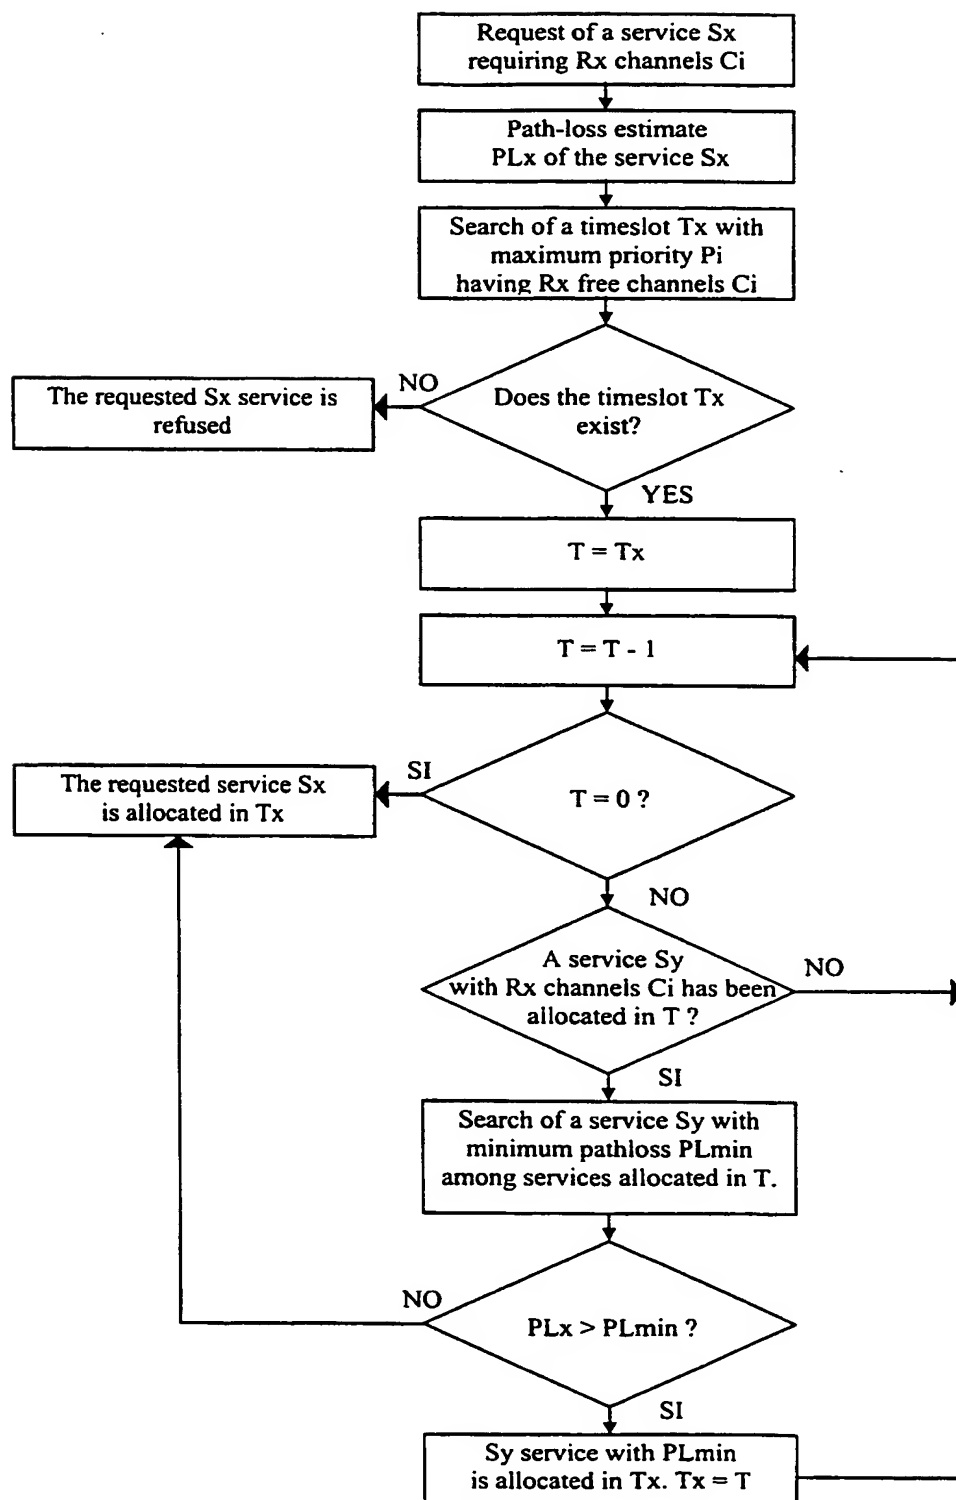 Request of a service Sx
requiring Rx channels Ci
Path-loss estimate
PLx of the service Sx
Search of a timeslot Tx with
maximum priority Pi
having Rx free channels Ci
NO
The requested Sx service is
refused
Does the timeslot Tx
exist?
YES
T = Tx
T = T - 1
SI
The requested service Sx
is allocated in Tx
T = 0 ?
NO
A service Sy
with Rx channels Ci has been
allocated in T ?
NO
SI
Search of a service Sy with
minimum pathloss PLmin
among services allocated in T.
NO
PLx > PLmin ?
SI
Sy service with PLmin
is allocated in Tx. Tx = T